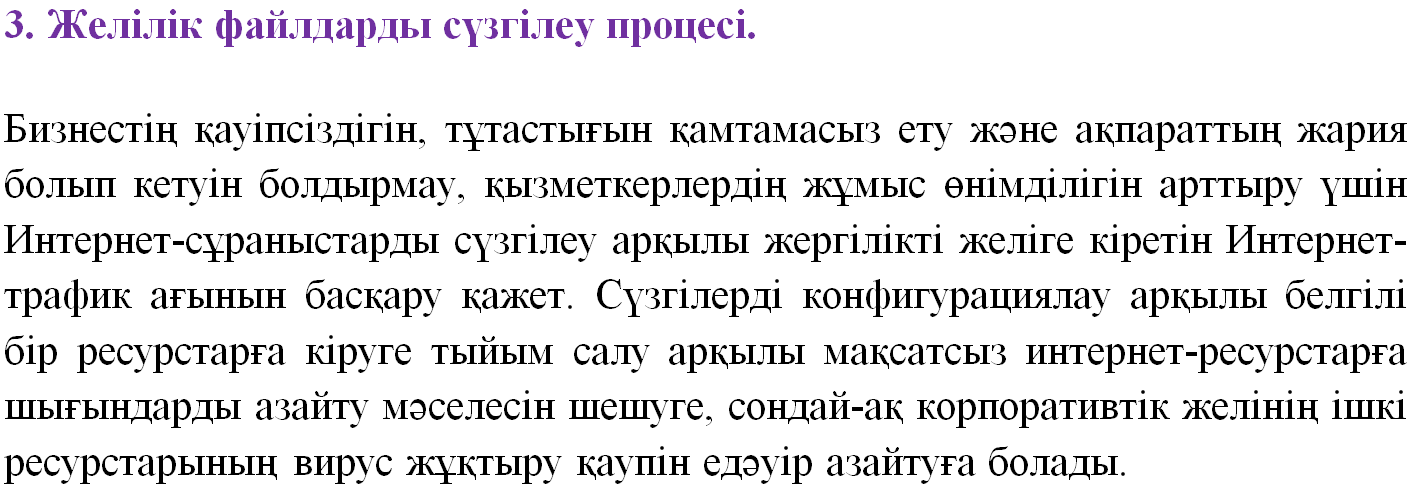 3. Желілік файлдарды сүзгілеу процесі.
Бизнестің қауіпсіздігін, тұтастығын қамтамасыз ету және ақпараттың жария
болып кетуін болдырмау, қызметкерлердің жұмыс өнімділігін арттыру үшін
Интернет-сұраныстарды сүзгілеу арқылы жергілікті желіге кіретін Интернет-
трафик ағынын басқару қажет. Сүзгілерді конфигурациялау арқылы белгілі
бір ресурстарға кіруге тыйым салу арқылы мақсатсыз интернет-ресурстарға
шығындарды азайту мәселесін шешуге, сондай-ақ корпоративтік желінің ішкі
ресурстарының вирус жұқтыру қаупін едәуір азайтуға болады.